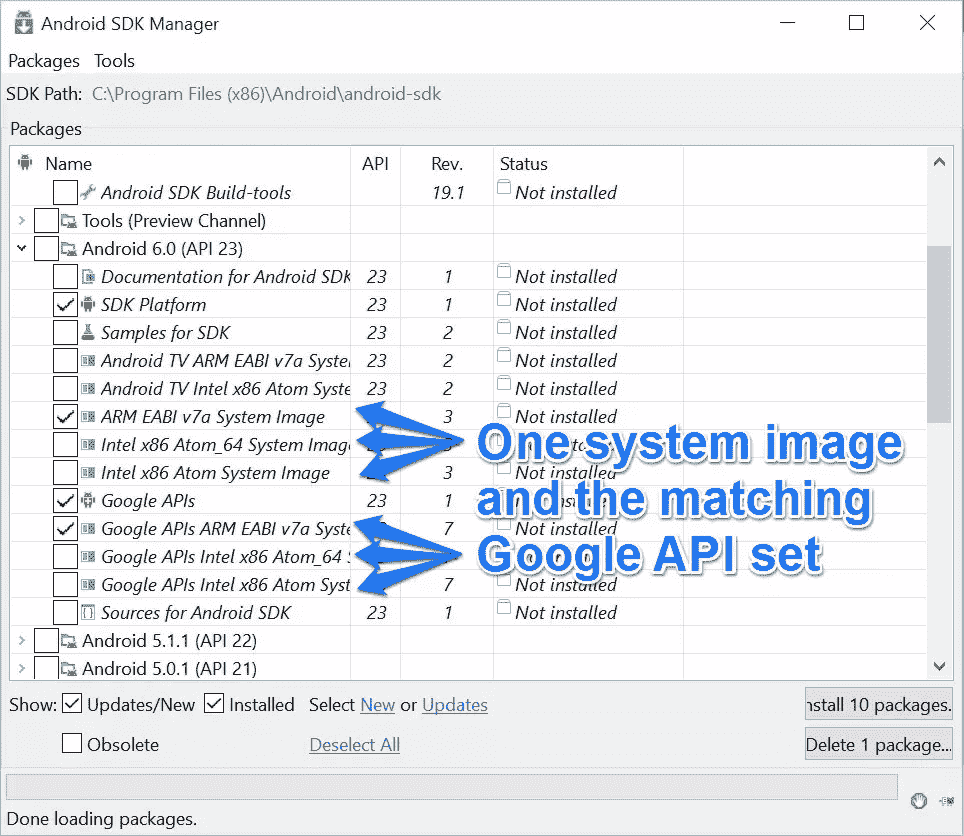 Android SDK Manager
Packages Tools
SDK Path: C:\Program Files (x86)\Android\android-sdk
Packages
Name API Rev. Status
Android SDK Build-tools 19.1 Not installed
Tools (Preview Channel)
Android 6.0 (API 23)
Documentation for Android SDK 23 1 Not installed
SDK Platform 23 1 Not installed
Samples for SDK 23 2 Not installed
Android TV ARM EABI v7a Syste 23 2 Not installed
Android TV Intel x86 Atom Syste 23 2 Not installed
ARM EABI v7a System Image 3
Intel x86 Atom_64 System Imag
Intel x86 Atom System Image 3 Not installed
Google APIs 23 1
Google APIs ARM EABI v7a Syste 7 Not installed
Google APIs Intel x86 Atom_64 S
Google APIs Intel x86 Atom Syst 7 Not installed
Sources for Android SDK 23 1 Not installed
Android 5.1.1 (API 22)
Android 5.0.1 (API 21)
One system image
and the matching
Google API set
Show: Updates/New Installed Select New or Updates
nstall 10 packages.
Obsolete Deselect All
Delete 1 package...
Done loading packages.